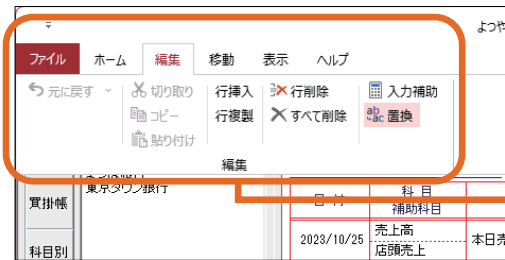 よつや
ファイル ホーム 編集 移動 表示 ヘルプ
元に戻す 切り取り 行挿入 行削除 入力補助
コピー 行複製 すべて削除 置換
貼り付け
編集
東京タウン銀行
買掛帳 科目
補助科目
2023/10/25 売上高 本日売
科目別 店頭売上